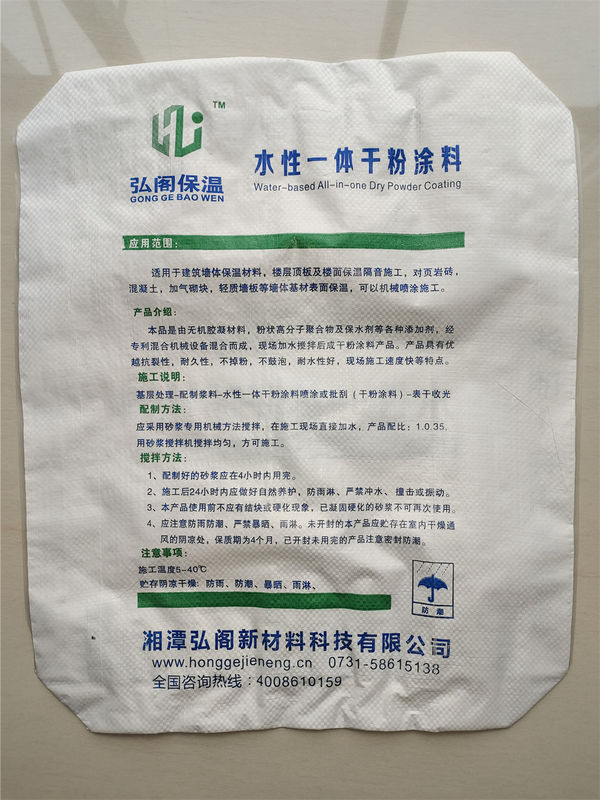 TM
弘阁保温
GONG GE BAO WEN
水性一体干粉涂料
Water-based All-in-one Dry Powder Coating
应用范围：
适用于建筑墙体保温材料，楼层顶板及楼面保温隔音施工，对页岩砖，
混凝土，加气砌块，轻质墙板等墙体基材表面保温，可以机械喷涂施工。
产品介绍：
本品是由无机胶凝材料，粉状高分子聚合物及保水剂等各种添加剂，经
专利混合机械设备混合而成，现场加水搅拌后成干粉涂料产品。产品具有优
越抗裂性，耐久性，不掉粉，不鼓泡，耐水性好，现场施工速度快等特点。
施工说明：
基层处理-配制浆料-水性一体干粉涂料喷涂或批刮（干粉涂料）-表干收光
配制方法：
应采用砂浆专用机械方法搅拌，在施工现场直接加水，产品配比：1.0.35,
用砂浆搅拌机搅拌均匀，方可施工。
搅拌方法：
1、配制好的砂浆应在4小时内用完。
2、施工后24小时内应做好自然养护，防雨淋、严禁冲水、撞击或振动。
3、本产品使用前不应有结块或硬化现象，已凝固硬化的砂浆不可再次使用。
4、应注意防雨防潮、严禁暴晒、雨淋。未开封的本产品应贮存在室内干燥通
风的阴凉处，保质期为4个月，已开封未用完的产品注意密封防潮。
注意事项：
施工温度5-40℃
贮存阴凉干燥：防雨、防潮、暴晒、雨淋、
防潮
湘潭弘阁新材料科技有限公司
www.honggejieneng.cn 0731-58615138
全国咨询热线：4008610159